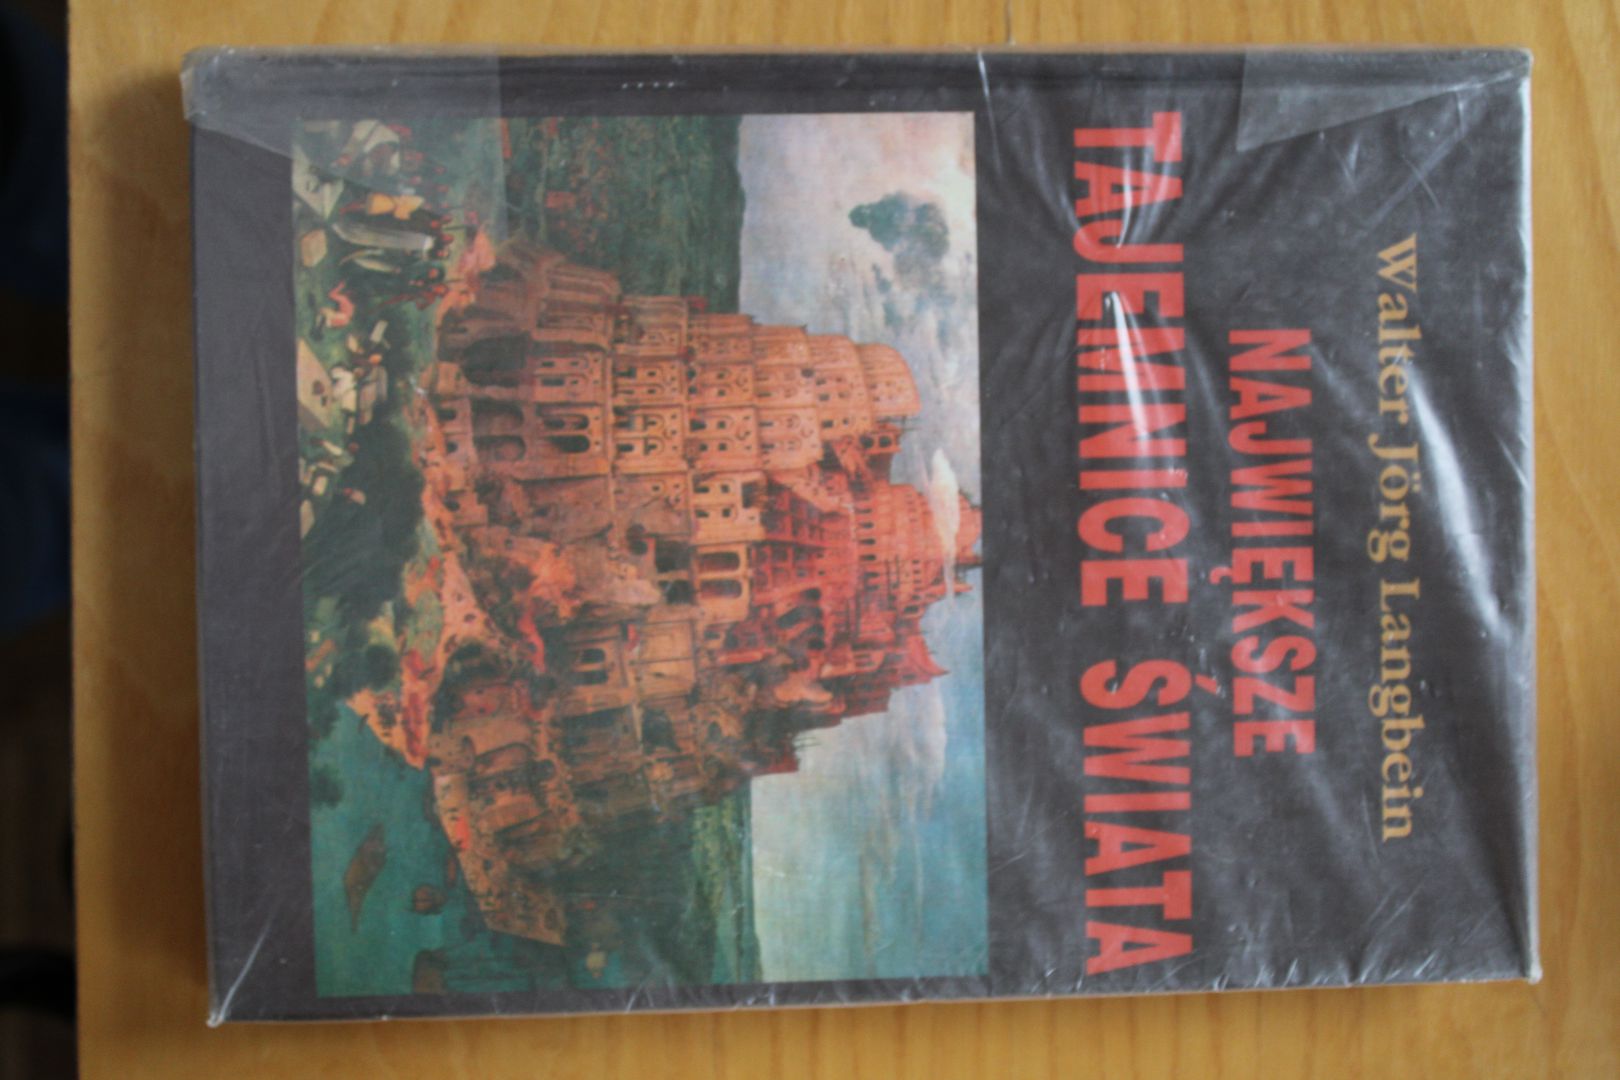 Walter Jörg Langbein
NAJWIĘKSZE
TAJEMNICE ŚWIATA